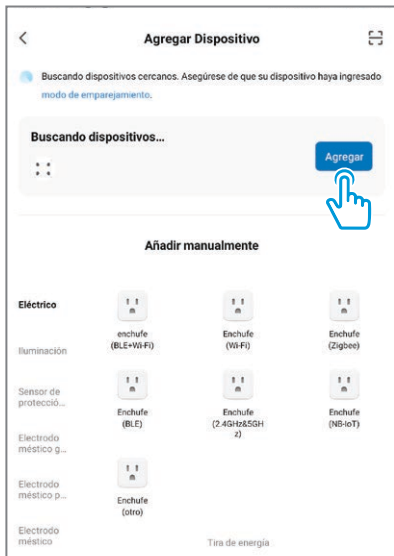 Agregar Dispositivo
Buscando dispositivos cercanos. Asegúrese de que su dispositivo haya ingresado
modo de emparejamiento.
Buscando dispositivos...
Agregar
Añadir manualmente
Eléctrico
Iluminación
Sensor de
protecció...
Electrodo
méstico g...
Electrodo
méstico p...
Electrodo
méstico
enchufe
(BLE+Wi-Fi)
Enchufe
(Wi-Fi)
Enchufe
(Zigbee)
Enchufe
(BLE)
Enchufe
(2.4GHz&5GH
z)
Enchufe
(NB-IoT)
Enchufe
(otro)
Tira de energía